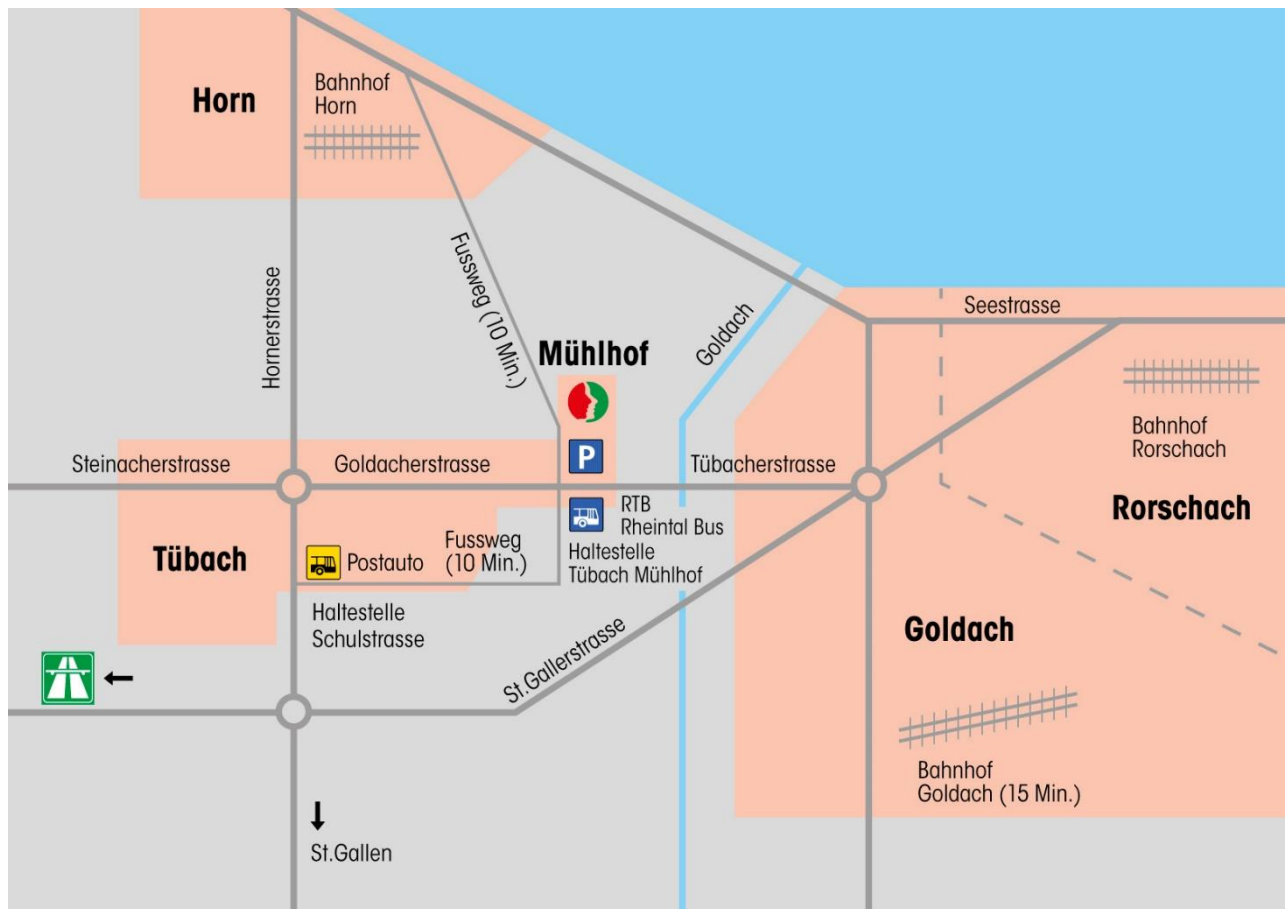 Horn
Bahnhof
Horn
Hornerstrasse
Fussweg (10 Min.)
Mühlhof
Goldach
Seestrasse
Bahnhof
Rorschach
Rorschach
Steinacherstrasse
Goldacherstrasse
P
Tübacherstrasse
RTB
Rheintal Bus
Haltestelle
Tübach Mühlhof
Tübach
Postauto
Fussweg
(10 Min.)
Haltestelle
Schulstrasse
St.Gallerstrasse
Goldach
Bahnhof
Goldach (15 Min.)
St.Gallen